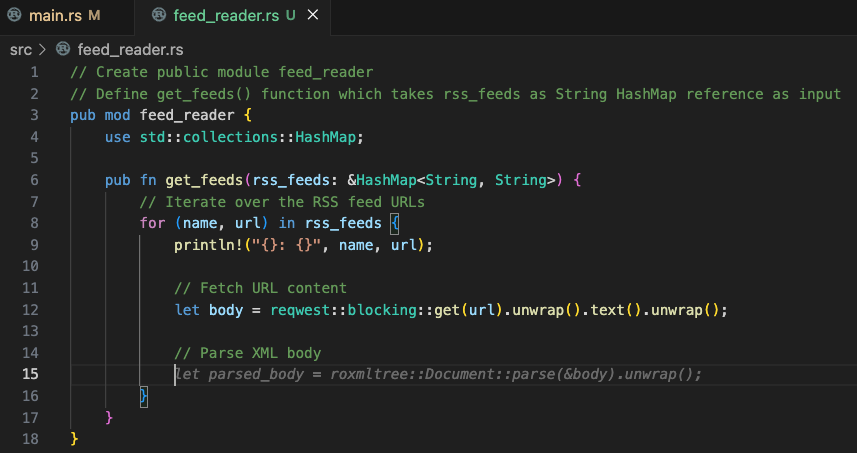 main.rs M feed_reader.rs U
src > feed_reader.rs
1 // Create public module feed_reader
2 // Define get_feeds() function which takes rss_feeds as String HashMap reference as input
3 pub mod feed_reader {
4     use std::collections::HashMap;
5
6     pub fn get_feeds(rss_feeds: &HashMap<String, String>) {
7         // Iterate over the RSS feed URLs
8         for (name, url) in rss_feeds {
9             println!("{}: {}", name, url);
10
11             // Fetch URL content
12             let body = reqwest::blocking::get(url).unwrap().text().unwrap();
13
14             // Parse XML body
15             let parsed_body = roxmltree::Document::parse(&body).unwrap();
16         }
17     }
18 }